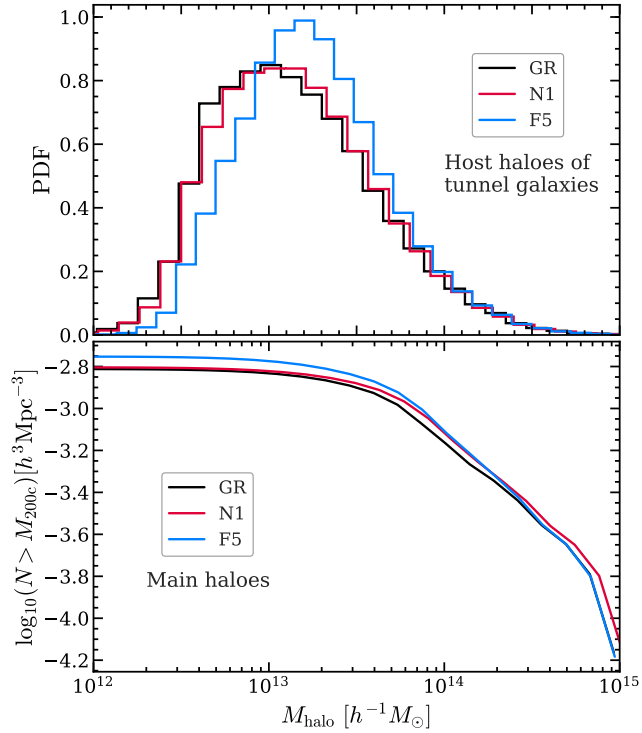 1.0
0.8
0.6
0.4
0.2
0.0
PDF
GR
N1
F5
Host haloes of
tunnel galaxies
−2.8
−3.0
−3.2
−3.4
−3.6
−3.8
−4.0
−4.2
log₁₀(N > M₂₀₀c)[h³Mpc⁻³]
GR
N1
F5
Main haloes
10¹² 10¹³ 10¹⁴ 10¹⁵
M_halo [h⁻¹M_⊙]